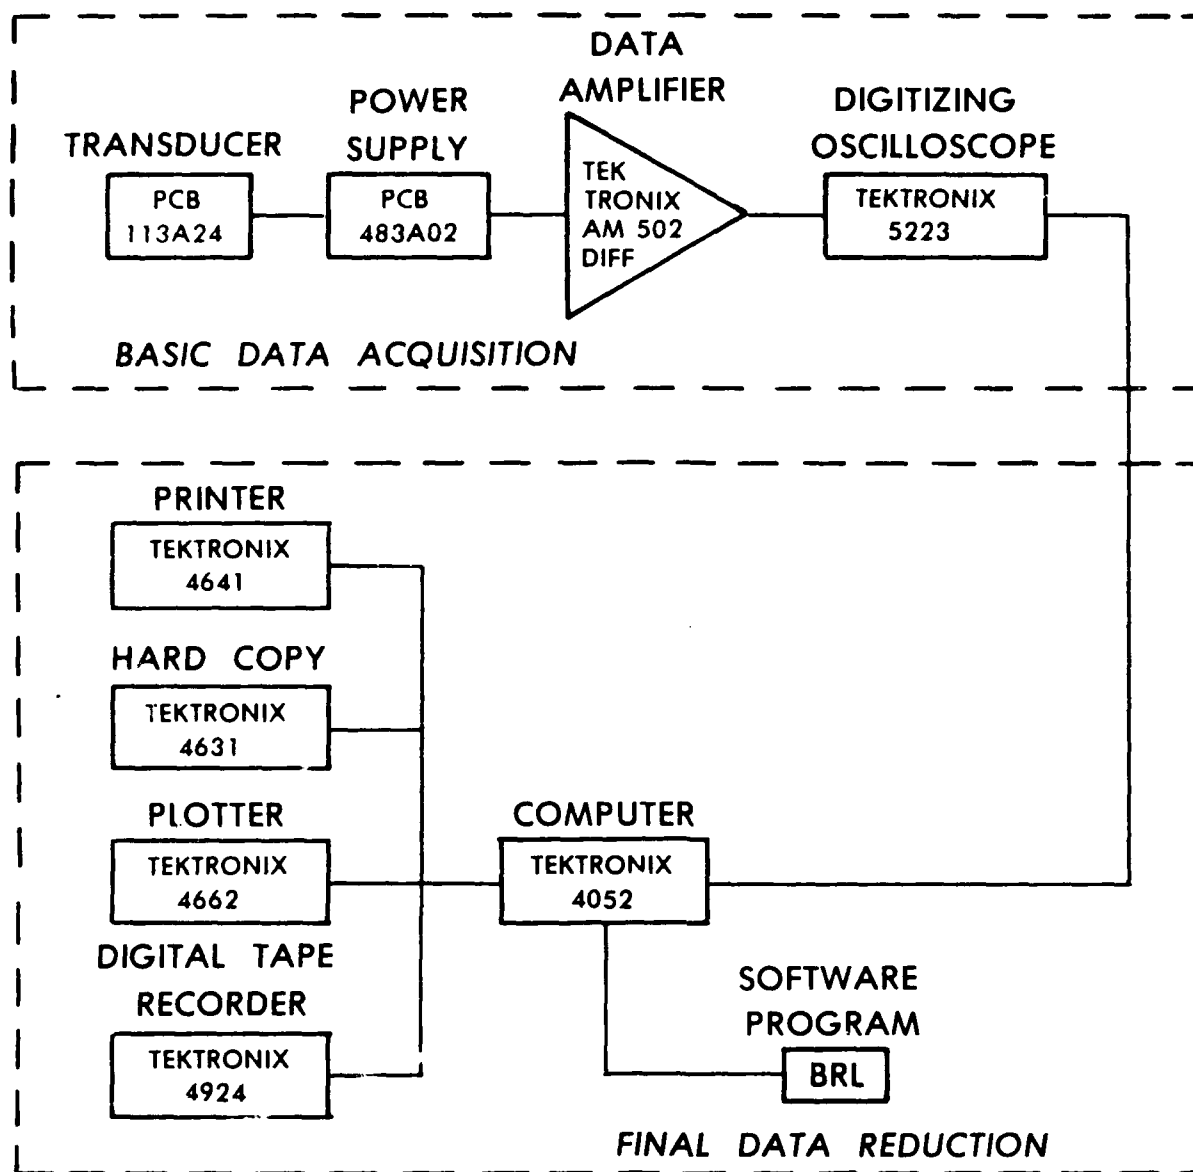 DATA
AMPLIFIER
POWER
SUPPLY
DIGITIZING
OSCILLOSCOPE
TRANSDUCER
PCB
113A24
PCB
483A02
TEK
TRONIX
AM 502
DIFF
TEKTRONIX
5223
BASIC DATA ACQUISITION
PRINTER
TEKTRONIX
4641
HARD COPY
TEKTRONIX
4631
PLOTTER
TEKTRONIX
4662
COMPUTER
TEKTRONIX
4052
DIGITAL TAPE
RECORDER
TEKTRONIX
4924
SOFTWARE
PROGRAM
BRL
FINAL DATA REDUCTION